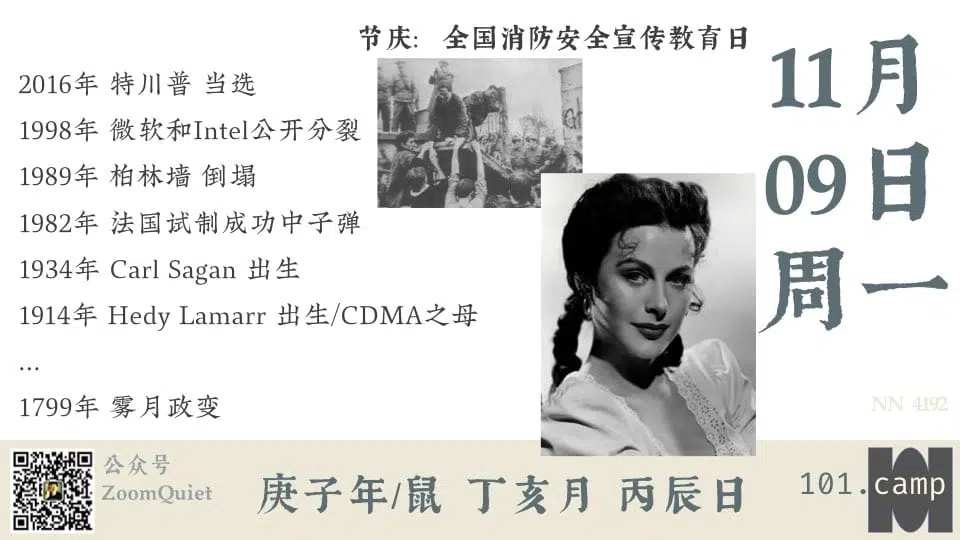 节庆: 全国消防安全宣传教育日
2016年 特川普 当选
1998年 微软和Intel公开分裂
1989年 柏林墙 倒塌
1982年 法国试制成功中子弹
1934年 Carl Sagan 出生
1914年 Hedy Lamarr 出生/CDMA之母
...
1799年 雾月政变
11月
09日
周一
NN 4192
公众号
ZoomQuiet
庚子年/鼠 丁亥月 丙辰日
101.camp